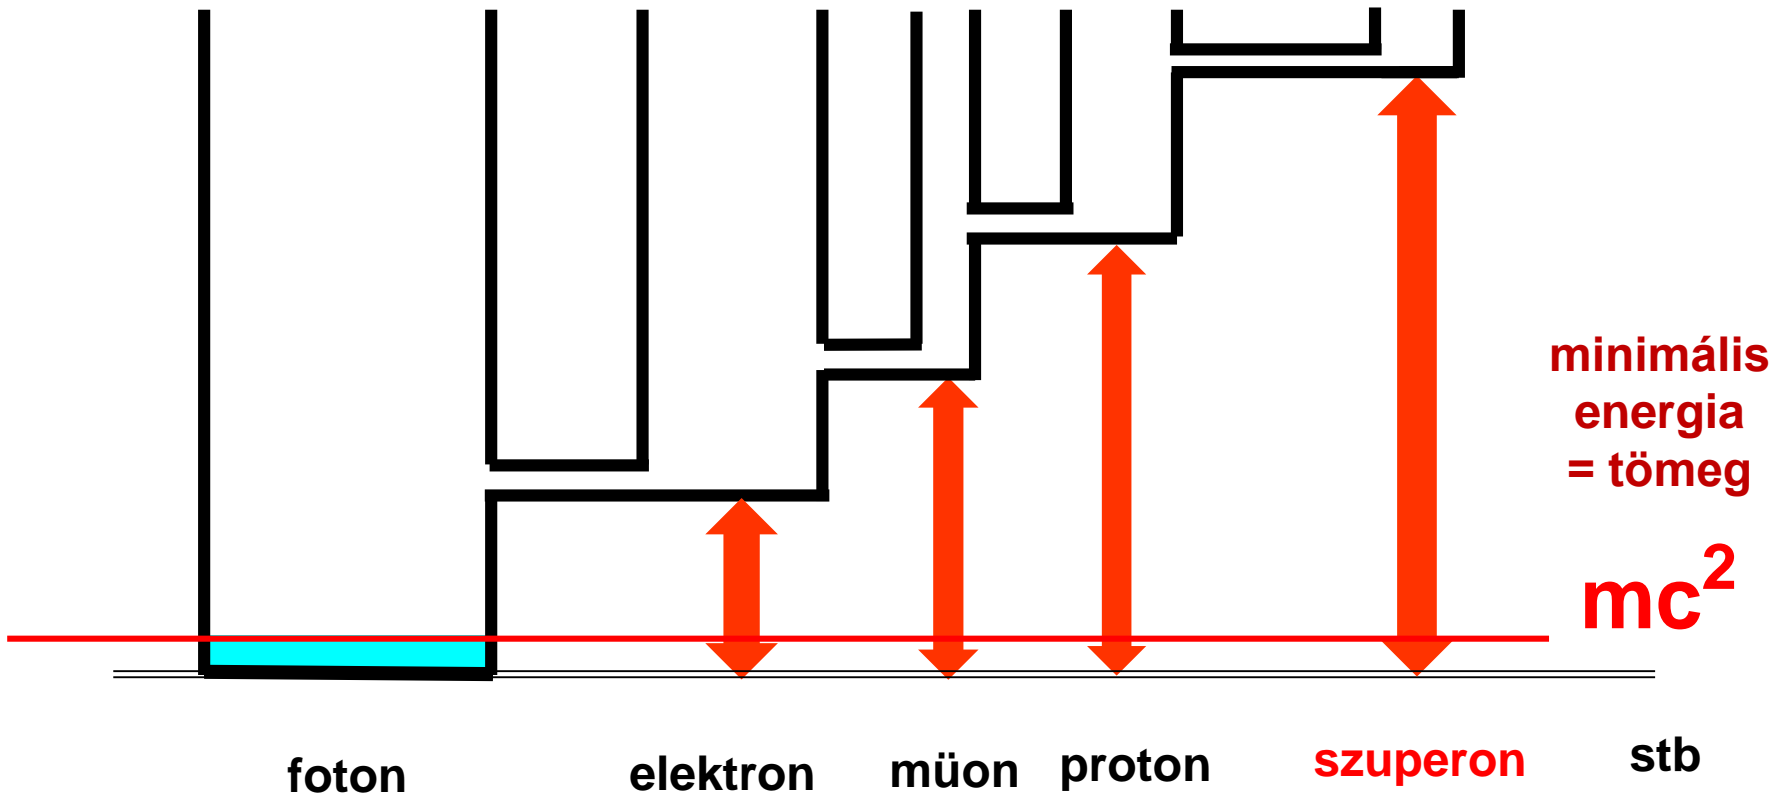 minimális
energia
= tömeg
mc²
foton elektron müon proton szuperon stb